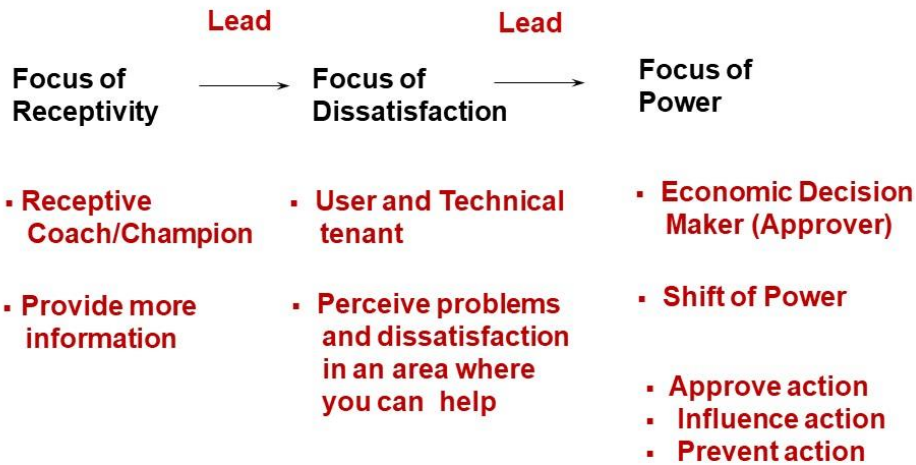 Lead
Lead
Focus of
Receptivity
Focus of
Dissatisfaction
Focus of
Power
▪ Receptive
Coach/Champion
▪ Provide more
information
▪ User and Technical
tenant
▪ Perceive problems
and dissatisfaction
in an area where
you can help
▪ Economic Decision
Maker (Approver)
▪ Shift of Power
▪ Approve action
▪ Influence action
▪ Prevent action